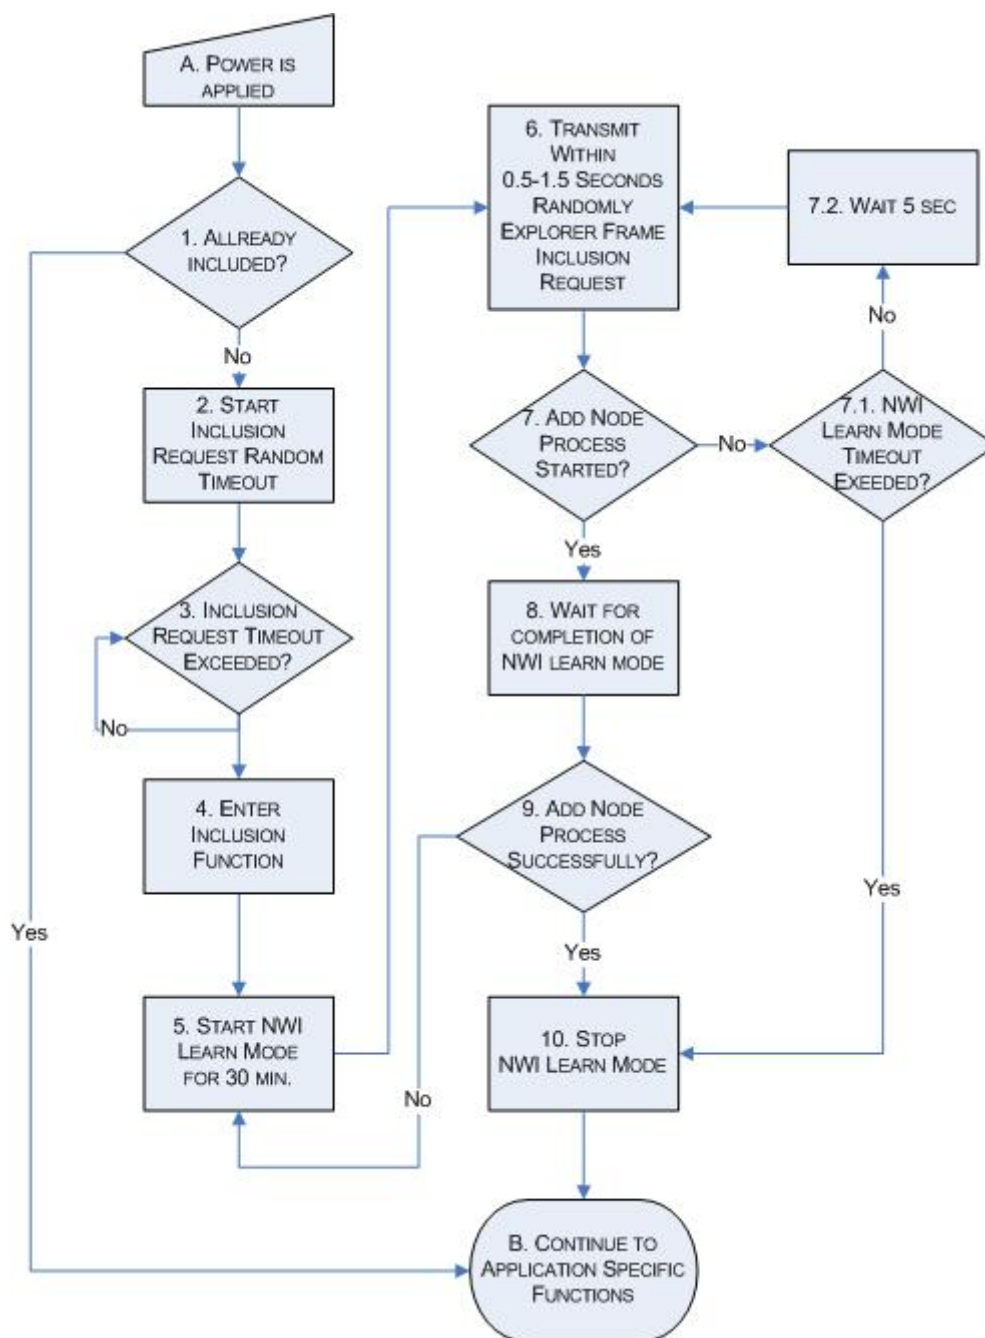 A. POWER IS
APPLIED
1. ALLREADY
INCLUDED?
No
2. START
INCLUSION
REQUEST RANDOM
TIMEOUT
3. INCLUSION
REQUEST TIMEOUT
EXCEEDED?
No
4. ENTER
INCLUSION
FUNCTION
Yes
5. START NWI
LEARN MODE
FOR 30 MIN.
6. TRANSMIT
WITHIN
0.5-1.5 SECONDS
RANDOMLY
EXPLORER FRAME
INCLUSION
REQUEST
7. ADD NODE
PROCESS
STARTED?
No
7.1. NWI
LEARN MODE
TIMEOUT
EXEEDED?
No
7.2. WAIT 5 SEC
Yes
Yes
8. WAIT FOR
COMPLETION OF
NWI LEARN MODE
9. ADD NODE
PROCESS
SUCCESSFULLY?
No
Yes
10. STOP
NWI LEARN MODE
B. CONTINUE TO
APPLICATION SPECIFIC
FUNCTIONS